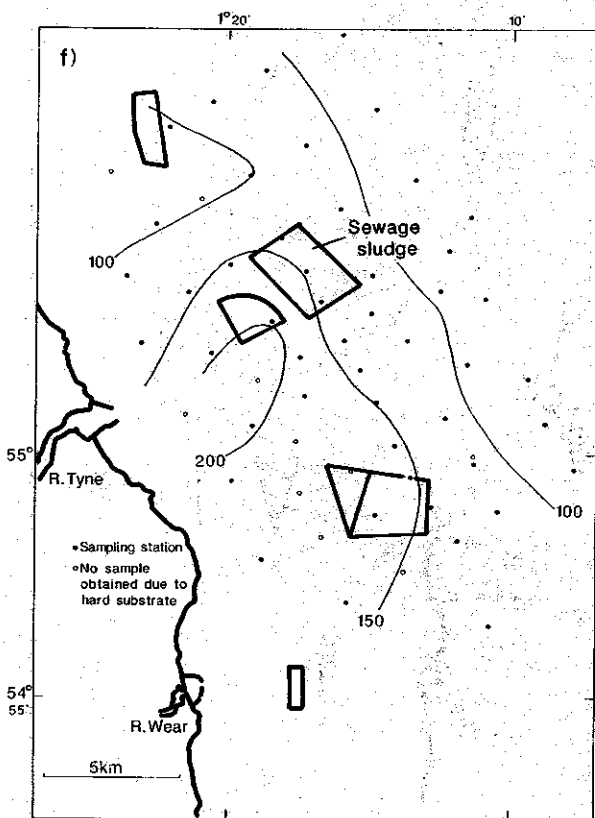 1°20'
10'
f)
Sewage
sludge
100
55°
R.Tyne
200
100
•Sampling station
°No sample
obtained due to
hard substrate
150
54°
55'
R.Wear
5km